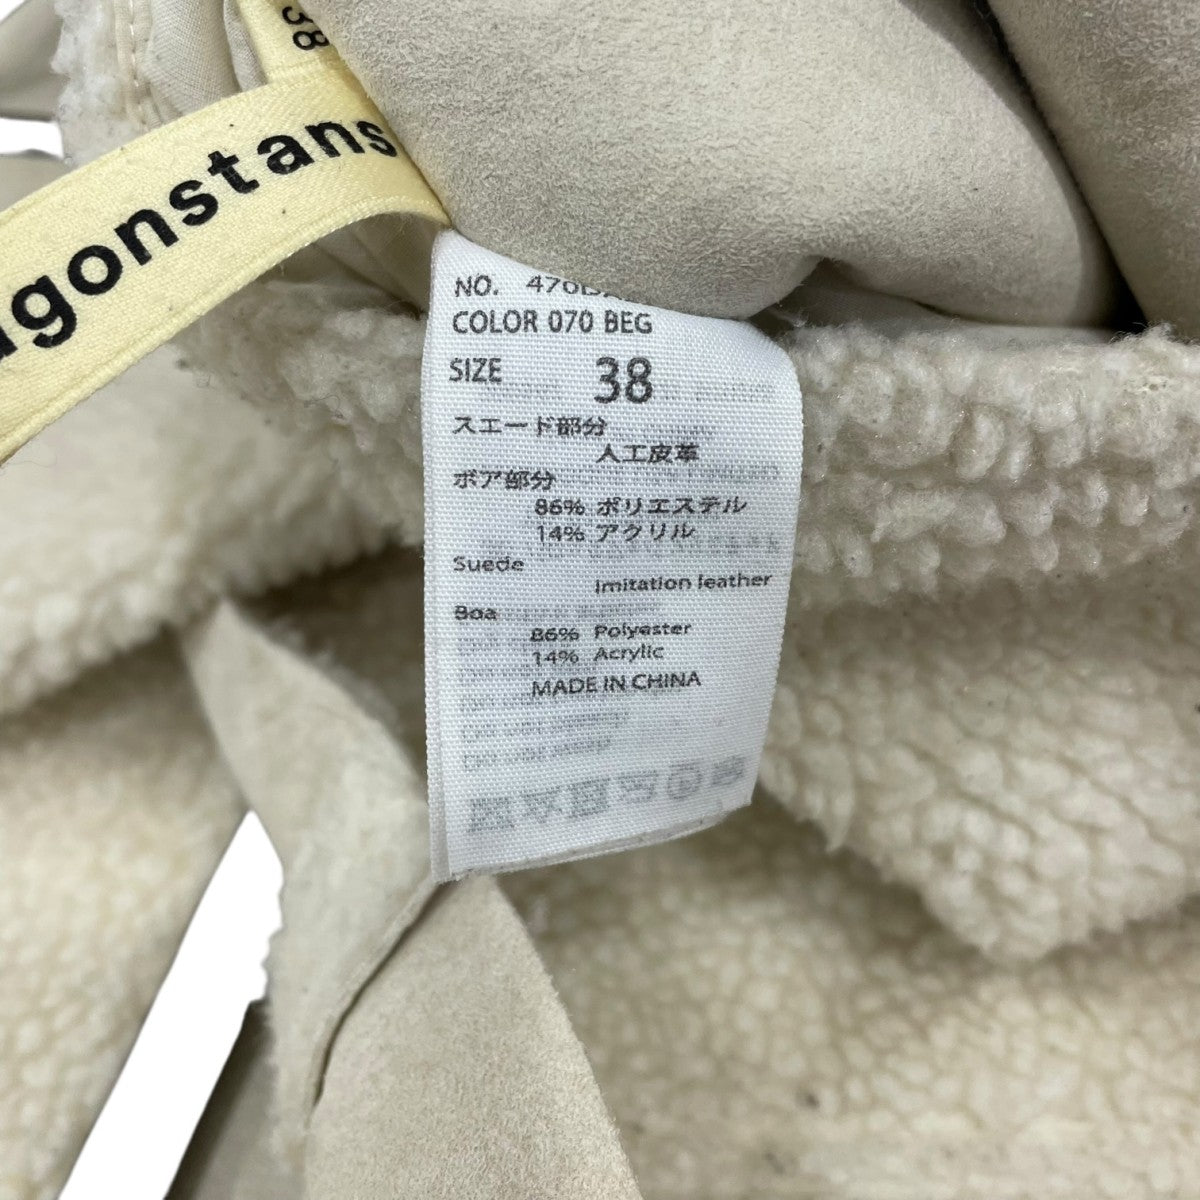 38
gonstans
NO.
COLOR 070 BEG
SIZE 38
スエード部分
人工皮革
ボア部分
86% ポリエステル
14% アクリル
Suede
Imitation leather
Boa
86% Polyester
14% Acrylic
MADE IN CHINA